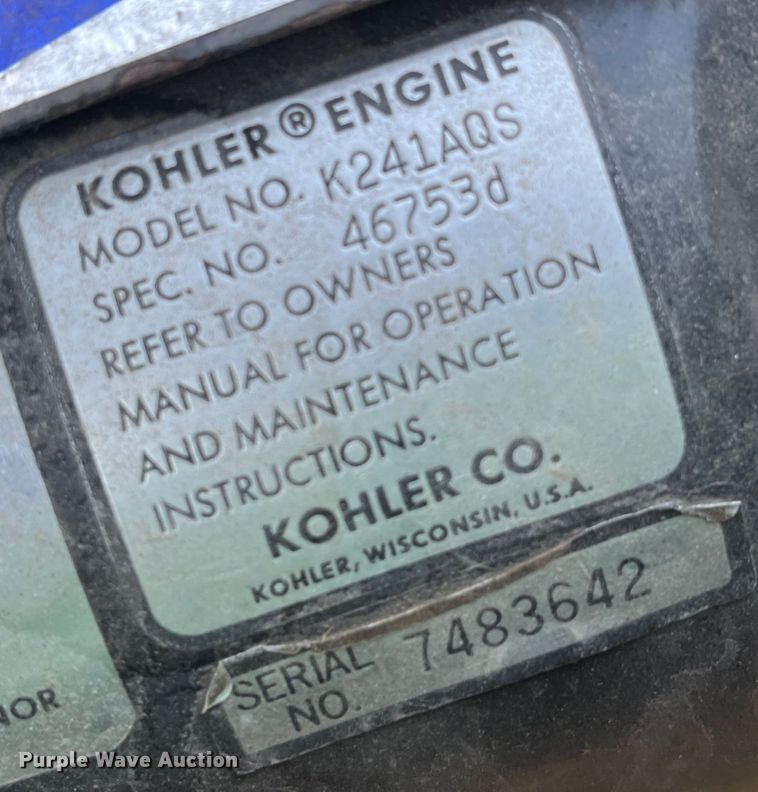 KOHLER® ENGINE
MODEL NO. K241AQS
SPEC. NO. 46753d
REFER TO OWNERS
MANUAL FOR OPERATION
AND MAINTENANCE
INSTRUCTIONS.
KOHLER CO.
KOHLER, WISCONSIN, U.S.A.
SERIAL
NO. 7483642
NOR
Purple Wave Auction